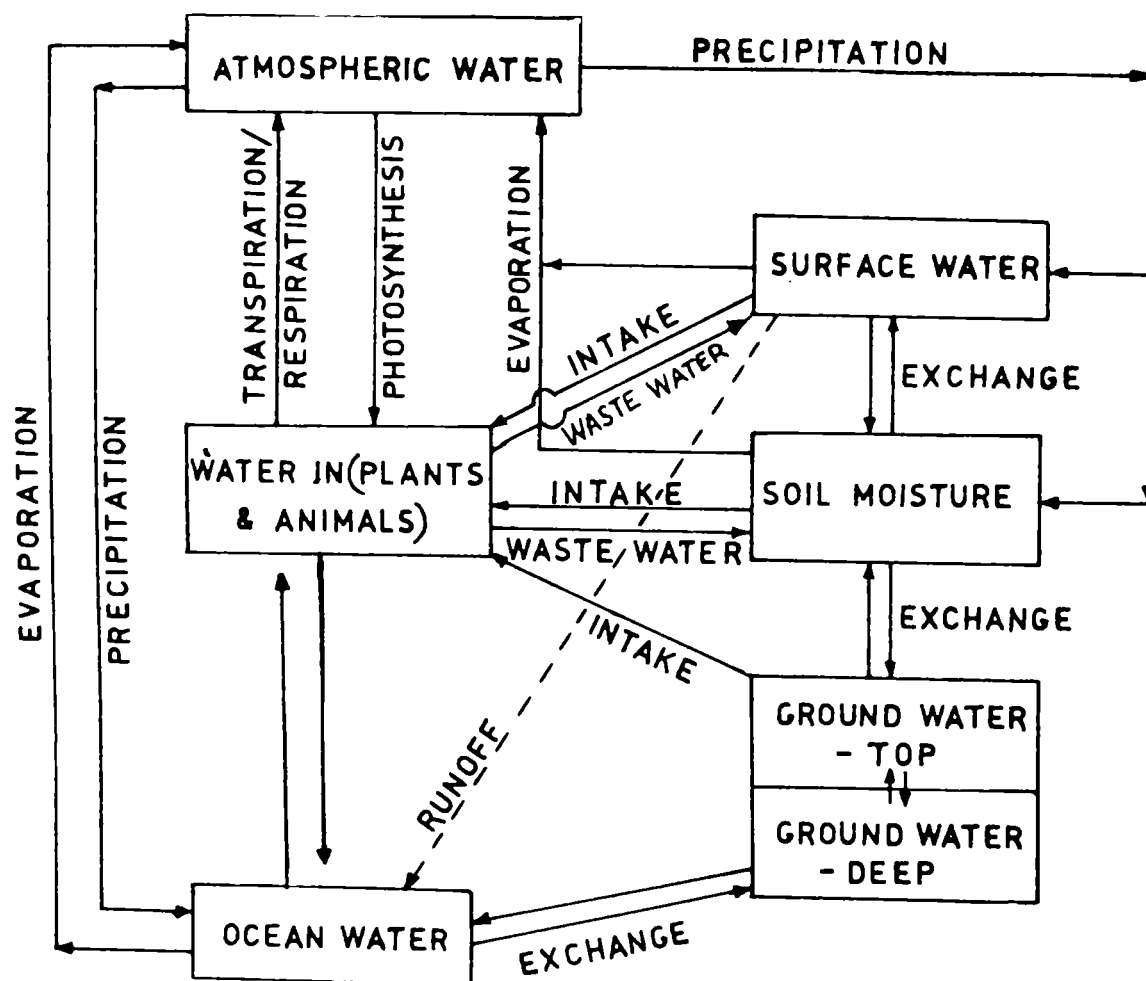 ATMOSPHERIC WATER
PRECIPITATION
TRANSPIRATION/
RESPIRATION
PHOTOSYNTHESIS
EVAPORATION
SURFACE WATER
INTAKE
WASTE WATER
EXCHANGE
EVAPORATION
PRECIPITATION
WATER IN (PLANTS
& ANIMALS)
INTAKE
WASTE WATER
SOIL MOISTURE
EXCHANGE
INTAKE
GROUND WATER
- TOP
GROUND WATER
- DEEP
RUNOFF
OCEAN WATER
EXCHANGE